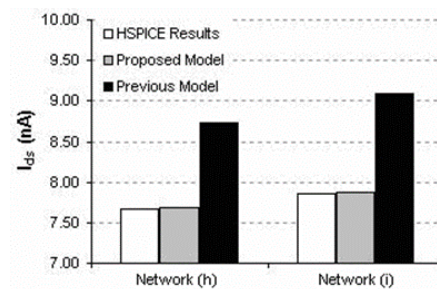 10.00
9.50
9.00
8.50
8.00
7.50
7.00
I_ds (nA)
HSPICE Results
Proposed Model
Previous Model
Network (h)
Network (i)